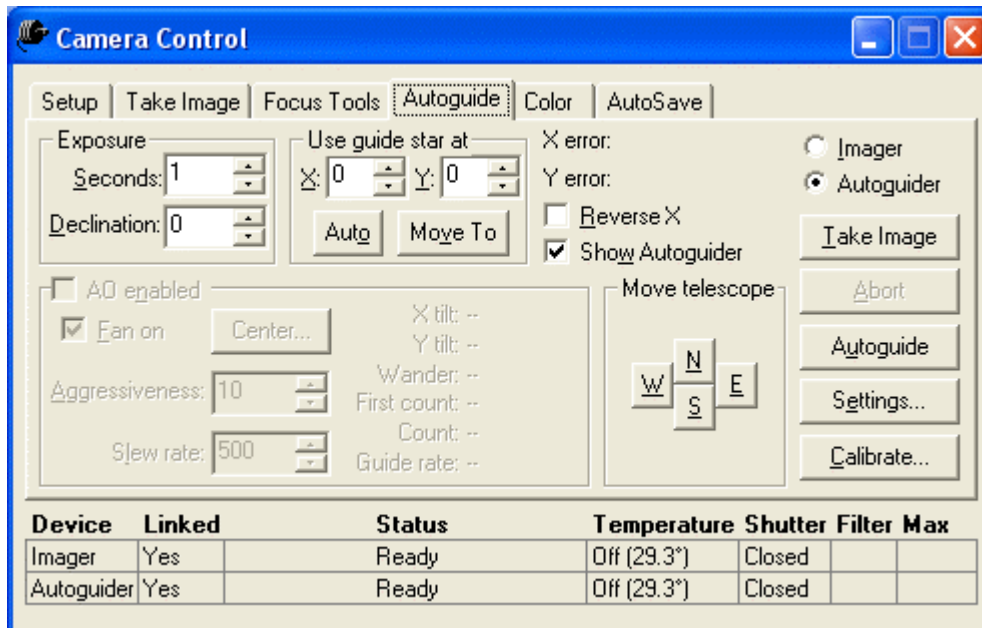 Camera Control
Setup Take Image Focus Tools Autoguide Color AutoSave
Exposure
Seconds: 1
Declination: 0
Use guide star at
X: 0 Y: 0
Auto Move To
X error:
Y error:
Reverse X
Show Autoguider
Imager
Autoguider
Take Image
Abort
Autoguide
Settings...
Calibrate...
AO enabled
Fan on Center...
Aggressiveness: 10
Slew rate: 500
X tilt: --
Y tilt: --
Wander: --
First count: --
Count: --
Guide rate: --
Move telescope
N
W E
S
Device Linked Status Temperature Shutter Filter Max
Imager Yes Ready Off (29.3°) Closed
Autoguider Yes Ready Off (29.3°) Closed